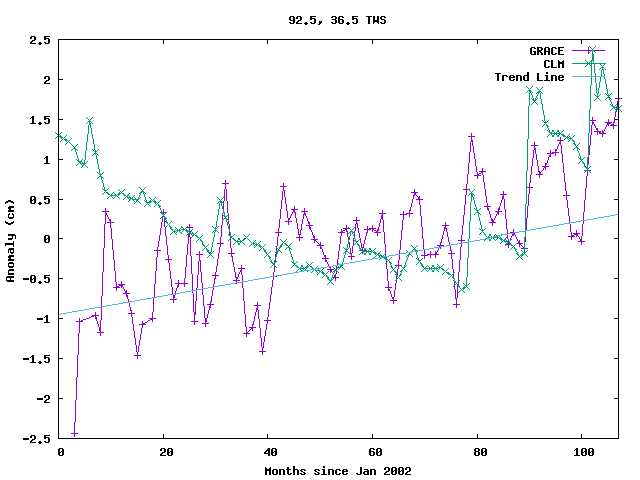 92.5, 36.5 TWS
GRACE
CLM
Trend Line
2.5
2
1.5
1
0.5
0
-0.5
-1
-1.5
-2
-2.5
Anomaly (cm)
0 20 40 60 80 100
Months since Jan 2002